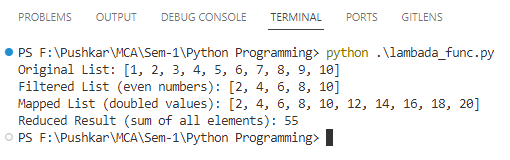 PROBLEMS OUTPUT DEBUG CONSOLE TERMINAL PORTS GITLENS
PS F:\Pushkar\MCA\Sem-1\Python Programming> python .\lambada_func.py
Original List: [1, 2, 3, 4, 5, 6, 7, 8, 9, 10]
Filtered List (even numbers): [2, 4, 6, 8, 10]
Mapped List (doubled values): [2, 4, 6, 8, 10, 12, 14, 16, 18, 20]
Reduced Result (sum of all elements): 55
PS F:\Pushkar\MCA\Sem-1\Python Programming>